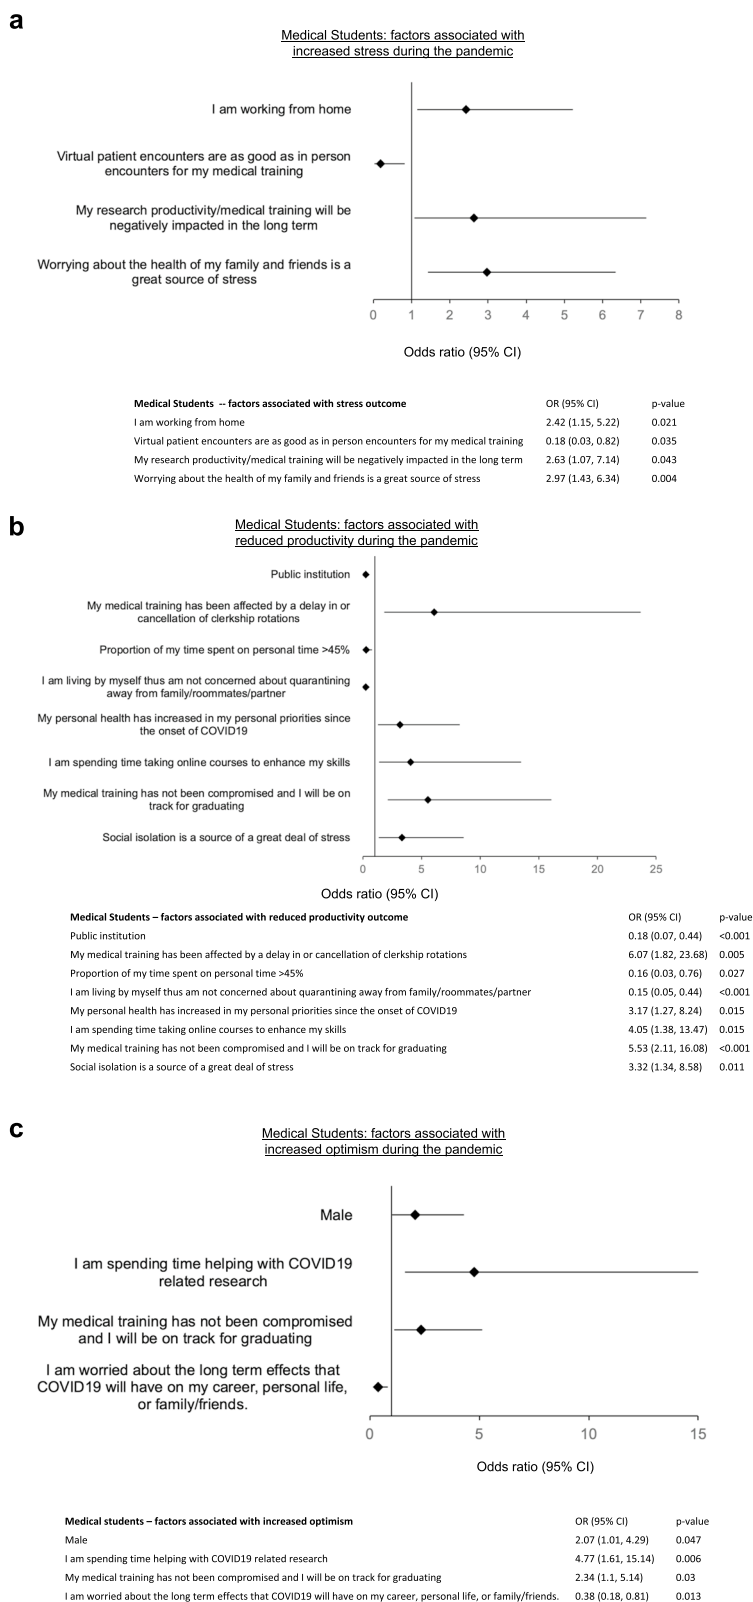 a
Medical Students: factors associated with
increased stress during the pandemic
I am working from home
Virtual patient encounters are as good as in person
encounters for my medical training
My research productivity/medical training will be
negatively impacted in the long term
Worrying about the health of my family and friends is a
great source of stress
0 1 2 3 4 5 6 7 8
Odds ratio (95% CI)
Medical Students -- factors associated with stress outcome OR (95% CI) p-value
I am working from home 2.42 (1.15, 5.22) 0.021
Virtual patient encounters are as good as in person encounters for my medical training 0.18 (0.03, 0.82) 0.035
My research productivity/medical training will be negatively impacted in the long term 2.63 (1.07, 7.14) 0.043
Worrying about the health of my family and friends is a great source of stress 2.97 (1.43, 6.34) 0.004
b
Medical Students: factors associated with
reduced productivity during the pandemic
Public institution
My medical training has been affected by a delay in or
cancellation of clerkship rotations
Proportion of my time spent on personal time >45%
I am living by myself thus am not concerned about quarantining
away from family/roommates/partner
My personal health has increased in my personal priorities since
the onset of COVID19
I am spending time taking online courses to enhance my skills
My medical training has not been compromised and I will be on
track for graduating
Social isolation is a source of a great deal of stress
0 5 10 15 20 25
Odds ratio (95% CI)
Medical Students – factors associated with reduced productivity outcome OR (95% CI) p-value
Public institution 0.18 (0.07, 0.44) <0.001
My medical training has been affected by a delay in or cancellation of clerkship rotations 6.07 (1.82, 23.68) 0.005
Proportion of my time spent on personal time >45% 0.16 (0.03, 0.76) 0.027
I am living by myself thus am not concerned about quarantining away from family/roommates/partner 0.15 (0.05, 0.44) <0.001
My personal health has increased in my personal priorities since the onset of COVID19 3.17 (1.27, 8.24) 0.015
I am spending time taking online courses to enhance my skills 4.05 (1.38, 13.47) 0.015
My medical training has not been compromised and I will be on track for graduating 5.53 (2.11, 16.08) <0.001
Social isolation is a source of a great deal of stress 3.32 (1.34, 8.58) 0.011
c
Medical Students: factors associated with
increased optimism during the pandemic
Male
I am spending time helping with COVID19
related research
My medical training has not been compromised
and I will be on track for graduating
I am worried about the long term effects that
COVID19 will have on my career, personal life,
or family/friends.
0 5 10 15
Odds ratio (95% CI)
Medical students – factors associated with increased optimism OR (95% CI) p-value
Male 2.07 (1.01, 4.29) 0.047
I am spending time helping with COVID19 related research 4.77 (1.61, 15.14) 0.006
My medical training has not been compromised and I will be on track for graduating 2.34 (1.1, 5.14) 0.03
I am worried about the long term effects that COVID19 will have on my career, personal life, or family/friends. 0.38 (0.18, 0.81) 0.013